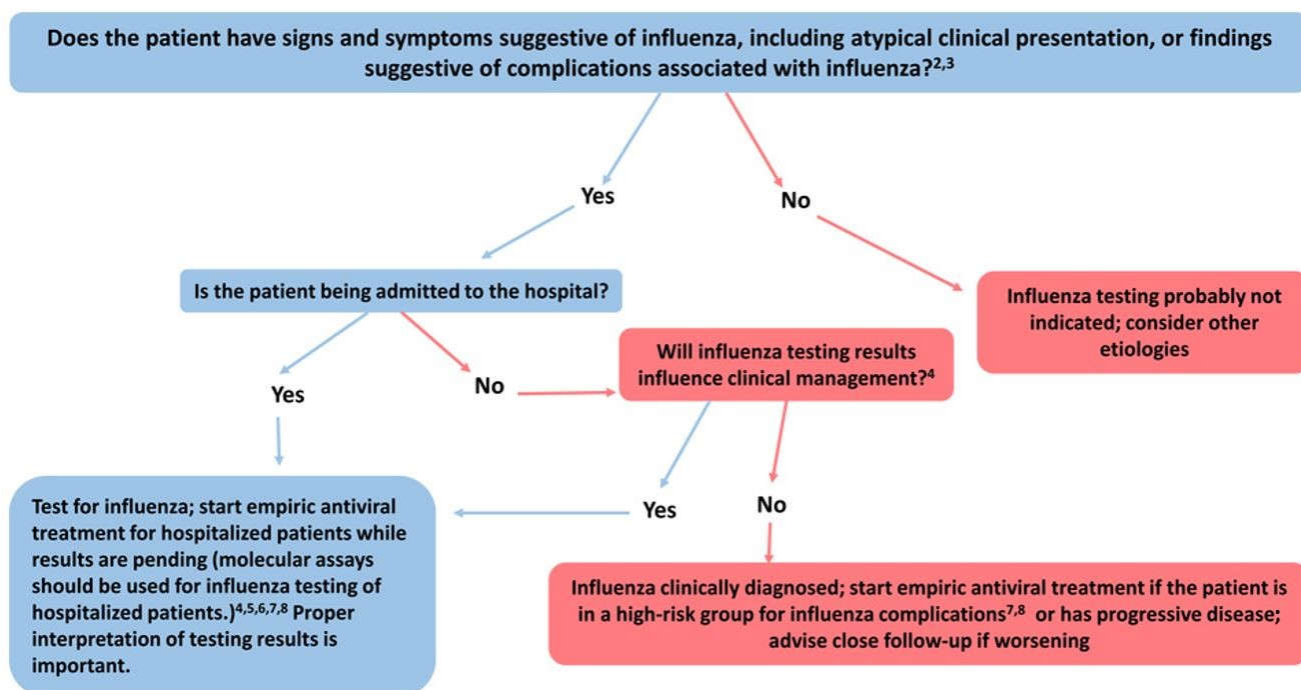 Does the patient have signs and symptoms suggestive of influenza, including atypical clinical presentation, or findings
suggestive of complications associated with influenza?2,3
Yes
No
Is the patient being admitted to the hospital?
Influenza testing probably not
indicated; consider other
etiologies
Will influenza testing results
influence clinical management?4
Yes
No
Test for influenza; start empiric antiviral
treatment for hospitalized patients while
results are pending (molecular assays
should be used for influenza testing of
hospitalized patients.)4,5,6,7,8 Proper
interpretation of testing results is
important.
Yes
No
Influenza clinically diagnosed; start empiric antiviral treatment if the patient is
in a high-risk group for influenza complications7,8 or has progressive disease;
advise close follow-up if worsening